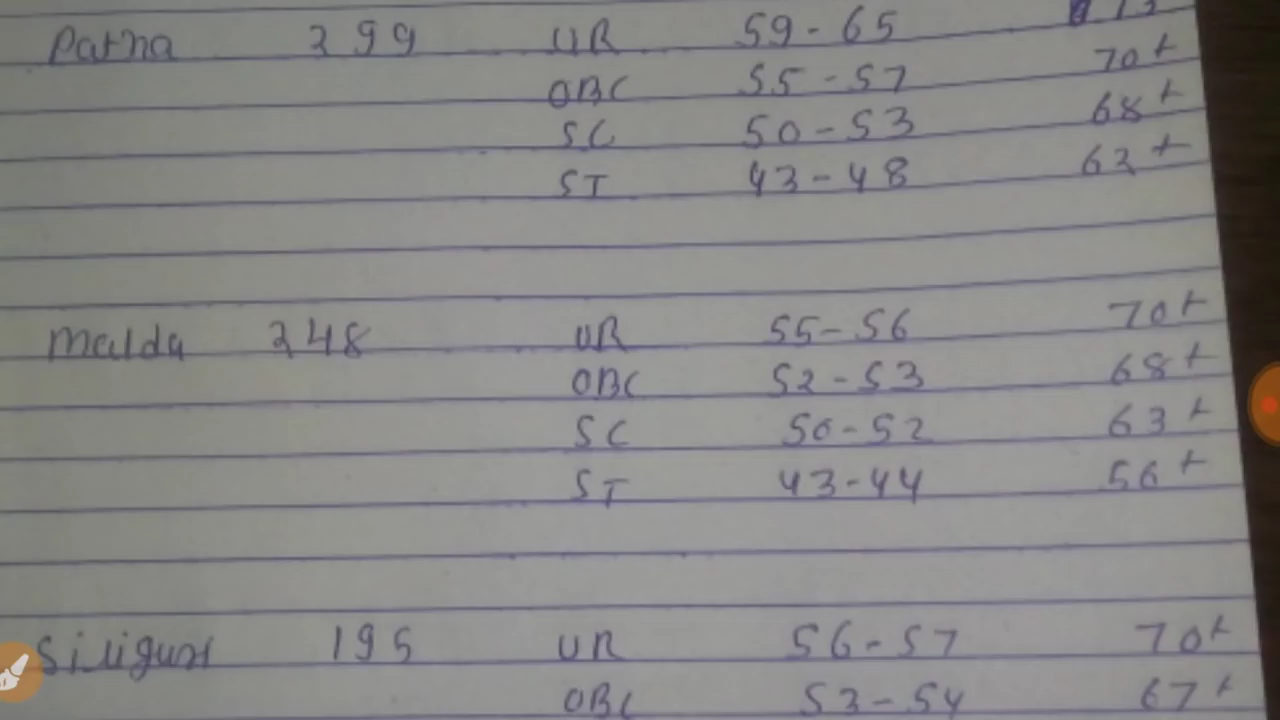 Patna 299 UR 59-65
OBC 55-57 70+
SC 50-53 68+
ST 43-48 62+
Malda 248 UR 55-56 70+
OBC 52-53 68+
SC 50-52 63+
ST 43-44 56+
Siliguri 195 UR 56-57 70+
OBC 53-54 67+